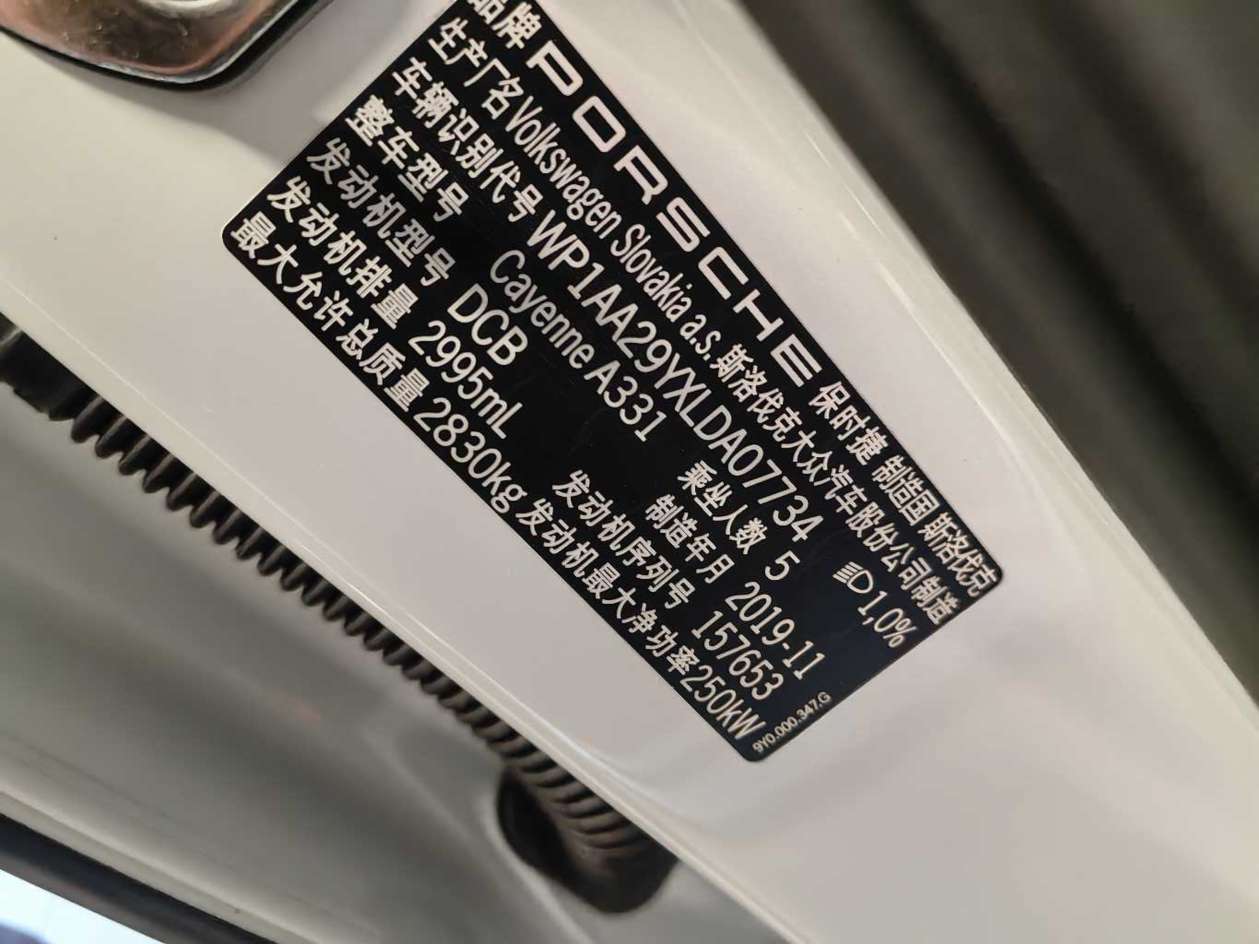 品牌 PORSCHE 保时捷 制造国 斯洛伐克
生产厂名 Volkswagen Slovakia a.s. 斯洛伐克大众汽车股份公司制造
车辆识别代号 WP1AA29YXLDA07734 1,0%
整车型号 Cayenne A331 乘坐人数 5
发动机型号 DCB 制造年月 2019-11
发动机排量 2995mL 发动机序列号 157653
最大允许总质量 2830kg 发动机最大净功率 250kW
9Y0.000.347.G